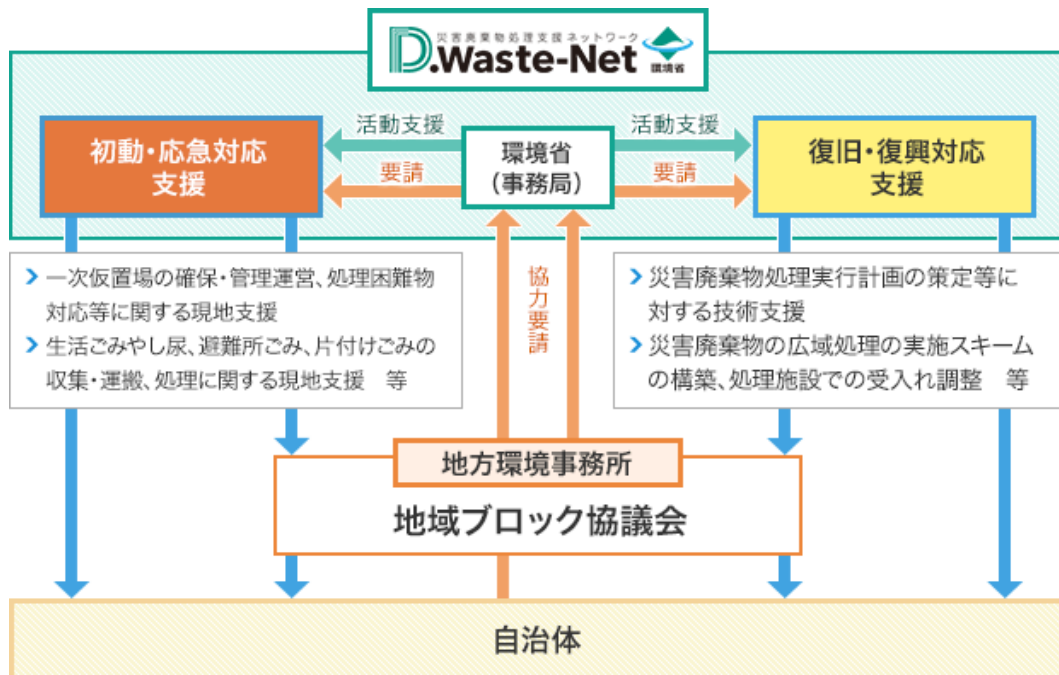 災害廃棄物処理支援ネットワーク
D.Waste-Net
環境省
初動・応急対応
支援
活動支援
要請
環境省
(事務局)
活動支援
要請
復旧・復興対応
支援
一次仮置場の確保・管理運営、処理困難物
対応等に関する現地支援
生活ごみやし尿、避難所ごみ、片付けごみの
収集・運搬、処理に関する現地支援 等
協力要請
災害廃棄物処理実行計画の策定等に
対する技術支援
災害廃棄物の広域処理の実施スキーム
の構築、処理施設での受入れ調整 等
地方環境事務所
地域ブロック協議会
自治体